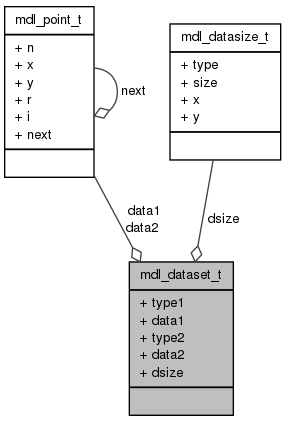 mdl_point_t
+ n
+ x
+ y
+ r
+ i
+ next
next
mdl_datasize_t
+ type
+ size
+ x
+ y
data1
data2
dsize
mdl_dataset_t
+ type1
+ data1
+ type2
+ data2
+ dsize